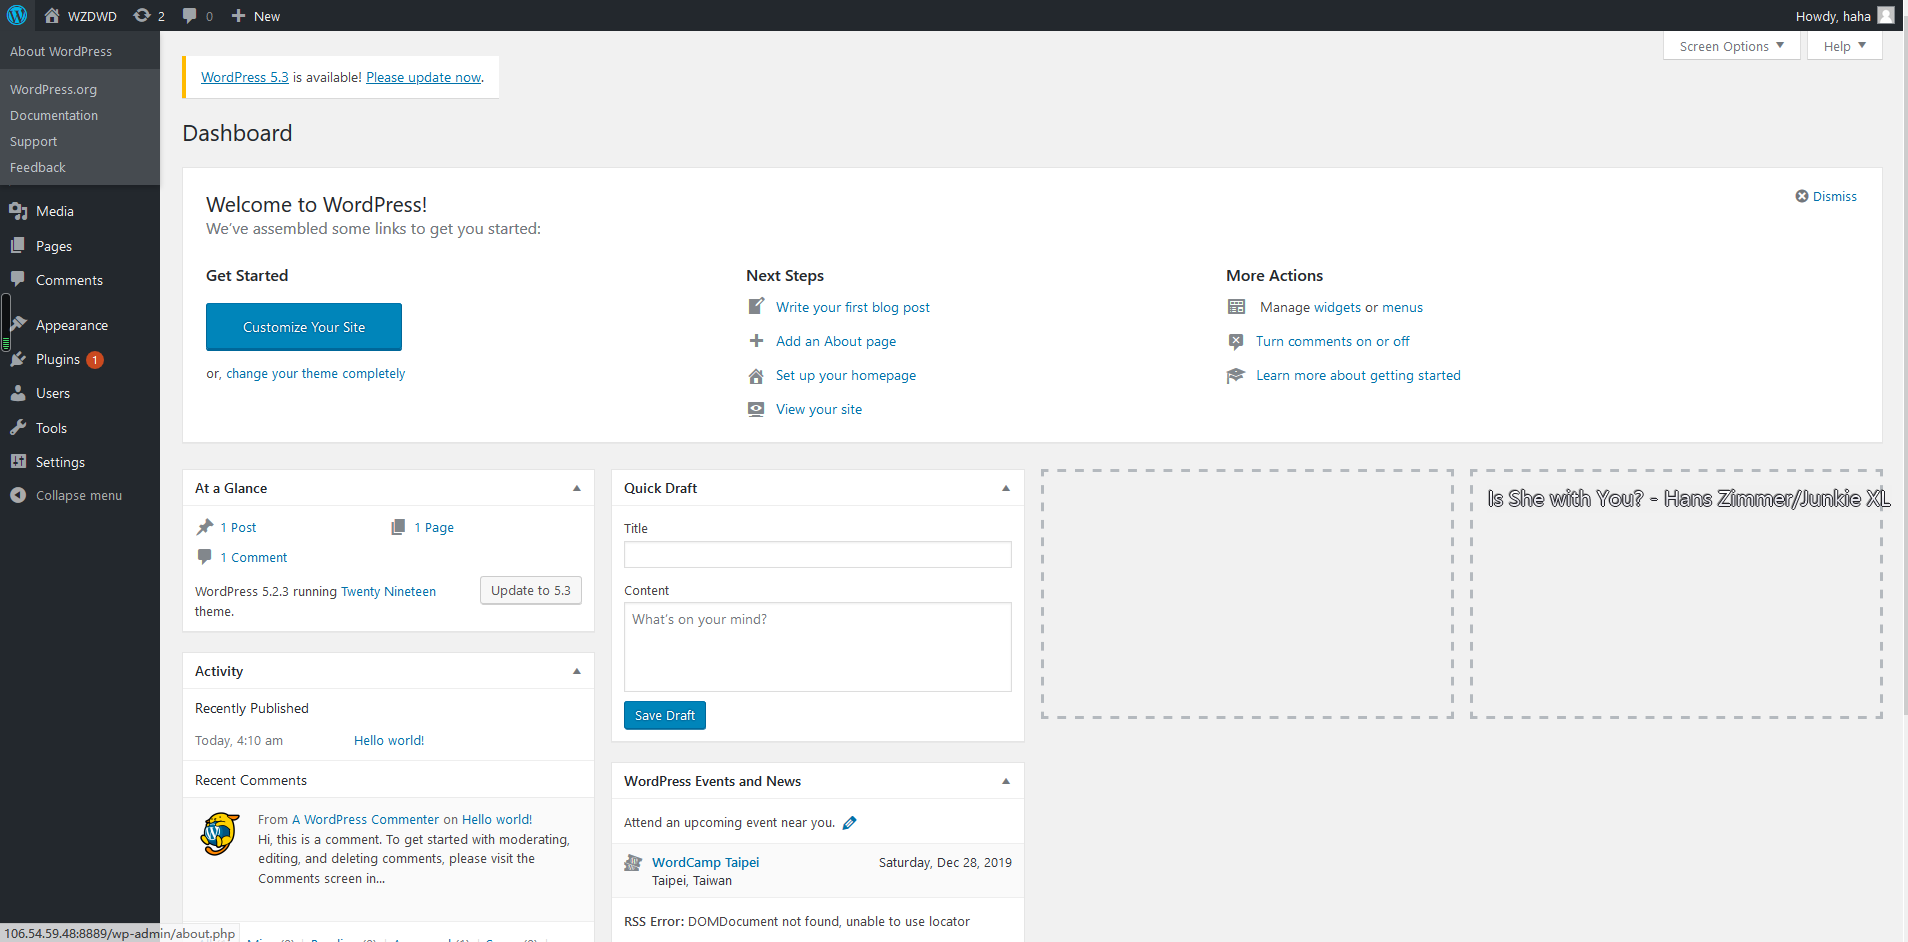 WZDWD 2 0 New Howdy, haha
About WordPress
WordPress.org
Documentation
Support
Feedback
Media
Pages
Comments
Appearance
Plugins 1
Users
Tools
Settings
Collapse menu
Screen Options Help
WordPress 5.3 is available! Please update now.
Dashboard
Welcome to WordPress!
We've assembled some links to get you started:
Dismiss
Get Started
Customize Your Site
or, change your theme completely
Next Steps
Write your first blog post
Add an About page
Set up your homepage
View your site
More Actions
Manage widgets or menus
Turn comments on or off
Learn more about getting started
At a Glance
1 Post 1 Page
1 Comment
WordPress 5.2.3 running Twenty Nineteen
theme.
Update to 5.3
Activity
Recently Published
Today, 4:10 am Hello world!
Recent Comments
From A WordPress Commenter on Hello world!
Hi, this is a comment. To get started with moderating,
editing, and deleting comments, please visit the
Comments screen in...
Quick Draft
Title
Content
What's on your mind?
Save Draft
WordPress Events and News
Attend an upcoming event near you.
WordCamp Taipei Saturday, Dec 28, 2019
Taipei, Taiwan
RSS Error: DOMDocument not found, unable to use locator
Is She with You? - Hans Zimmer/Junkie XL
106.54.59.48:8889/wp-admin/about.php